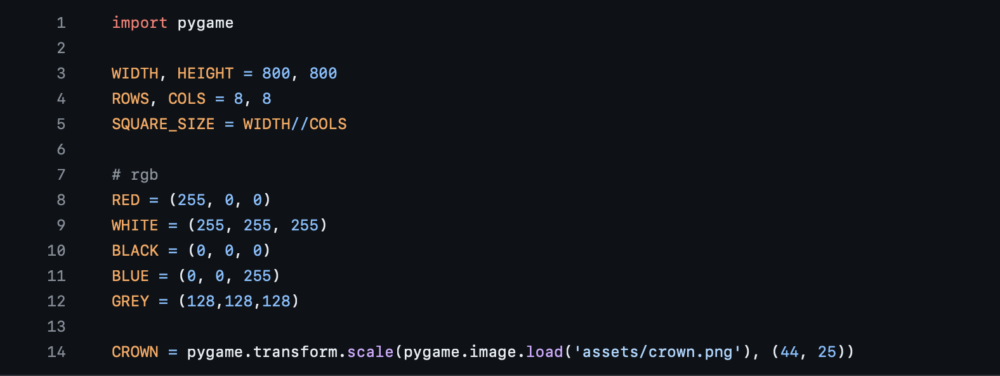 1 import pygame
2
3 WIDTH, HEIGHT = 800, 800
4 ROWS, COLS = 8, 8
5 SQUARE_SIZE = WIDTH//COLS
6
7 # rgb
8 RED = (255, 0, 0)
9 WHITE = (255, 255, 255)
10 BLACK = (0, 0, 0)
11 BLUE = (0, 0, 255)
12 GREY = (128,128,128)
13
14 CROWN = pygame.transform.scale(pygame.image.load('assets/crown.png'), (44, 25))